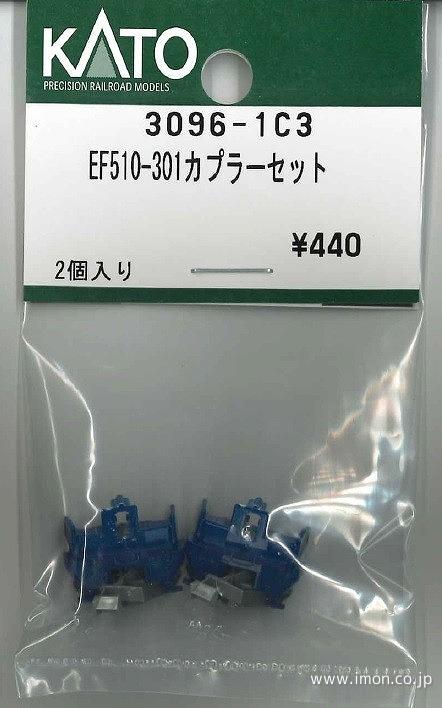 KATO
PRECISION RAILROAD MODELS
3096-1C3
EF510-301カプラーセット
¥440
2個入り
www.imon.co.jp